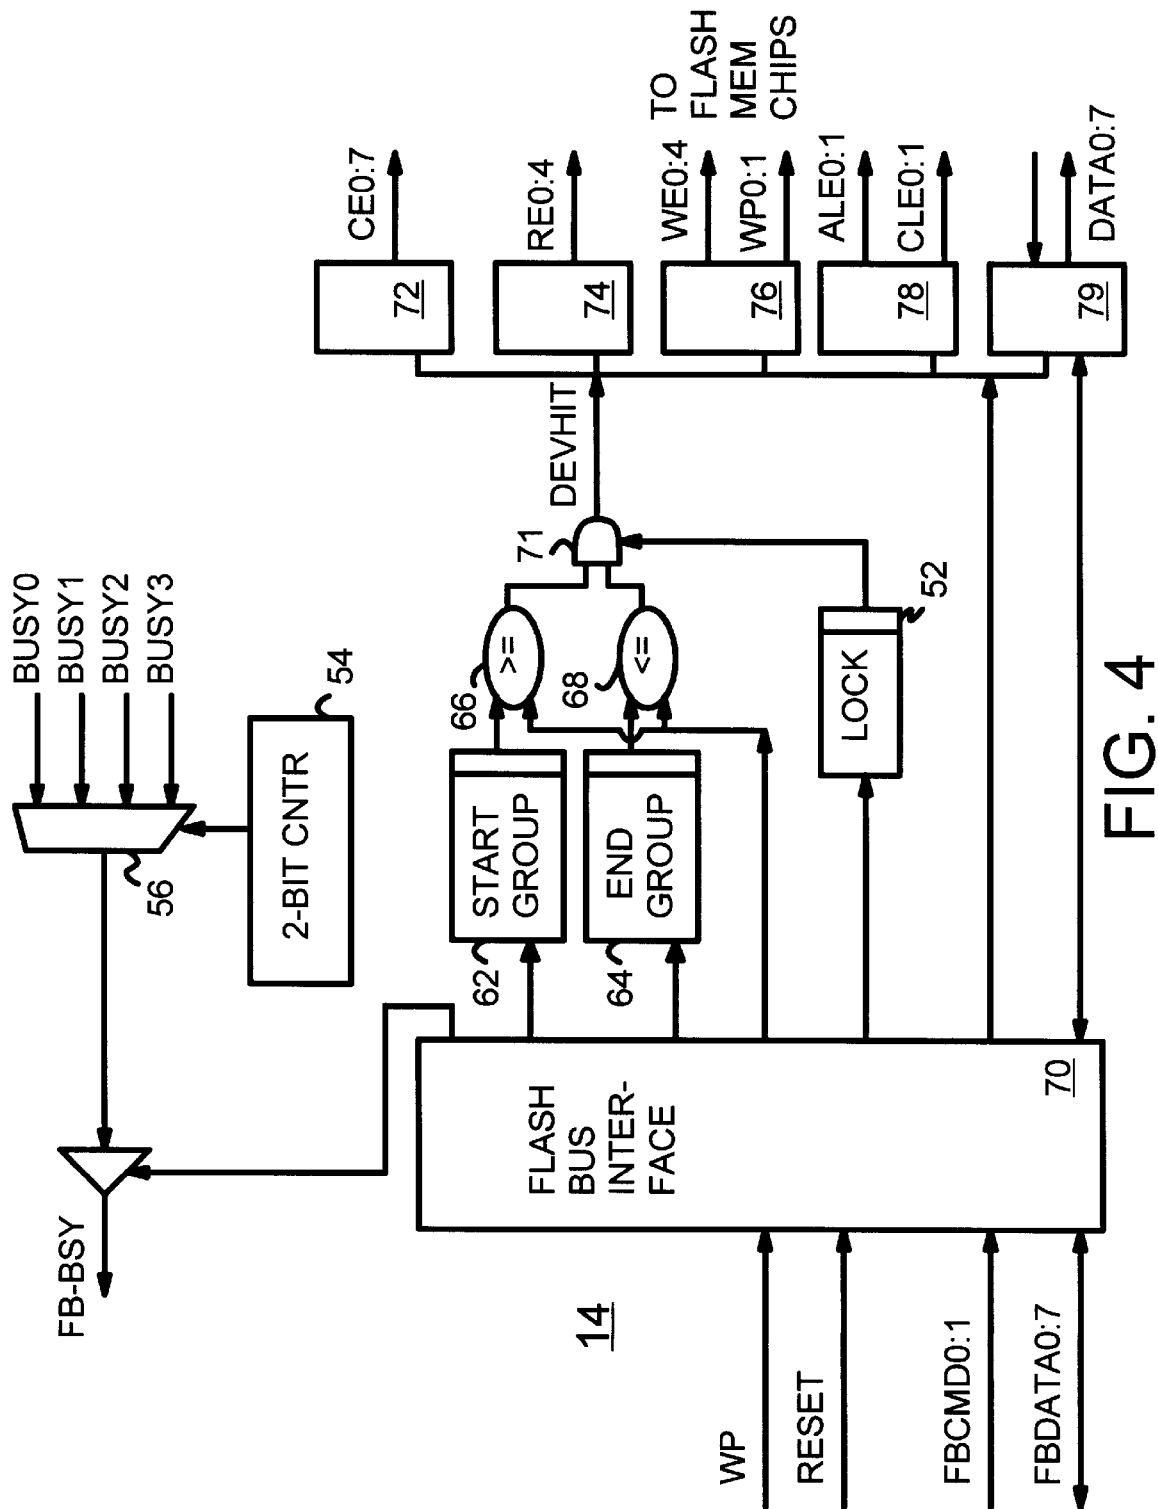 BUSY0
BUSY1
BUSY2
BUSY3
FB-BSY
56
2-BIT CNTR
54
CE0:7
72
RE0:4
74
TO
FLASH
MEM
CHIPS
WE0:4
WP0:1
76
ALE0:1
CLE0:1
78
DATA0:7
79
DEVHIT
71
66
>=
68
<=
62
START
GROUP
64
END
GROUP
LOCK
52
FLASH
BUS
INTER-
FACE
70
14
WP
RESET
FBCMD0:1
FBDATA0:7
FIG. 4